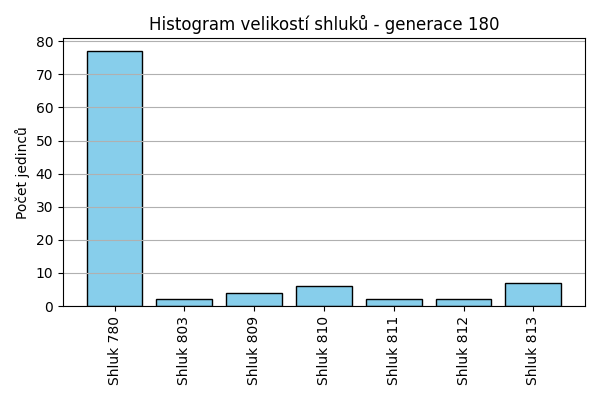 Histogram velikostí shluků - generace 180
Počet jedinců
80
70
60
50
40
30
20
10
0
Shluk 780
Shluk 803
Shluk 809
Shluk 810
Shluk 811
Shluk 812
Shluk 813